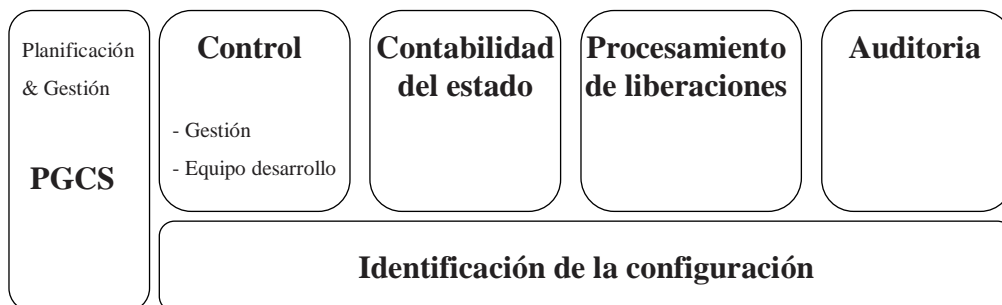 Planificación
& Gestión
PGCS
Control
- Gestión
- Equipo desarrollo
Contabilidad
del estado
Procesamiento
de liberaciones
Auditoria
Identificación de la configuración